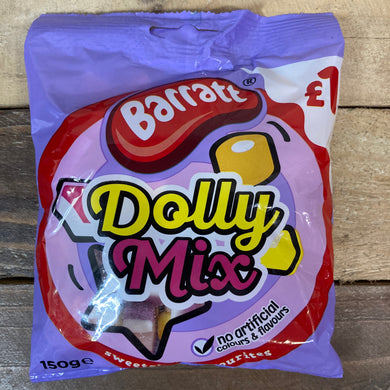 £1
Barratt®
Dolly
Mix
no artificial
colours & flavours
150g℮